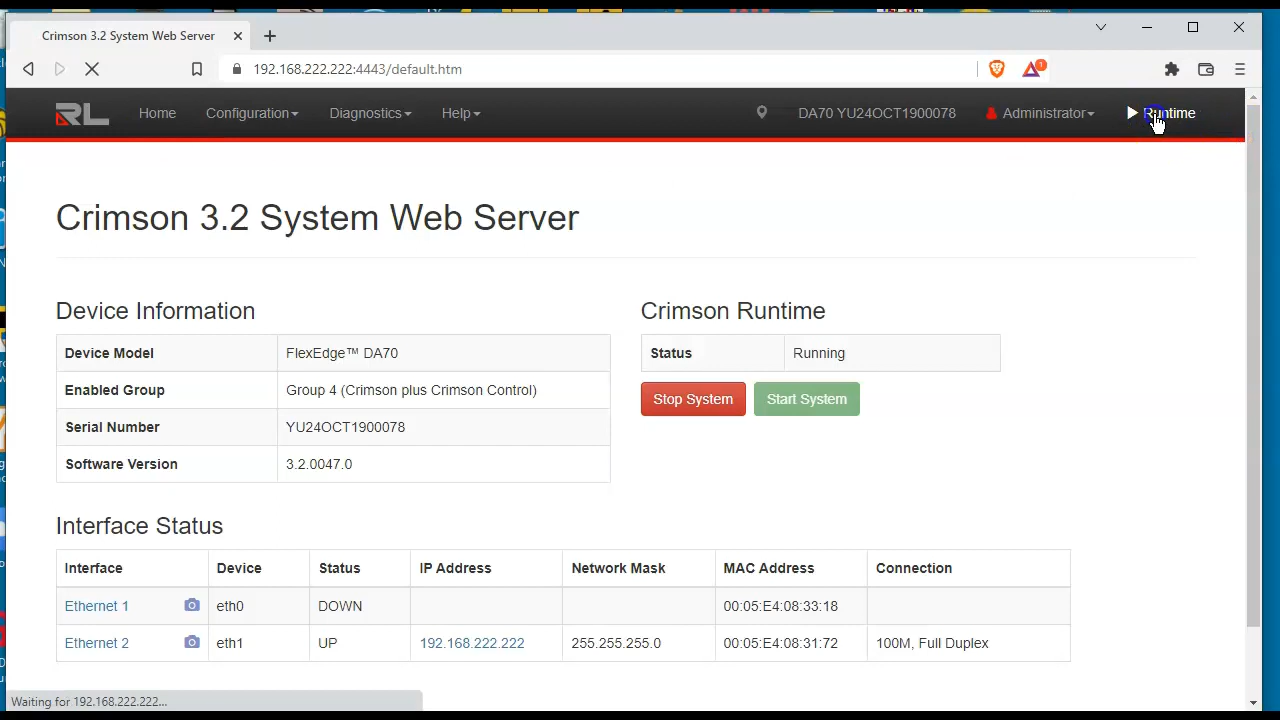 Crimson 3.2 System Web Server
192.168.222.222:4443/default.htm
1
RL Home Configuration Diagnostics Help DA70 YU24OCT1900078 Administrator Runtime
Crimson 3.2 System Web Server
Device Information
Device Model FlexEdge™ DA70
Enabled Group Group 4 (Crimson plus Crimson Control)
Serial Number YU24OCT1900078
Software Version 3.2.0047.0
Crimson Runtime
Status Running
Stop System Start System
Interface Status
Interface Device Status IP Address Network Mask MAC Address Connection
Ethernet 1 eth0 DOWN 00:05:E4:08:33:18
Ethernet 2 eth1 UP 192.168.222.222 255.255.255.0 00:05:E4:08:31:72 100M, Full Duplex
Waiting for 192.168.222.222...